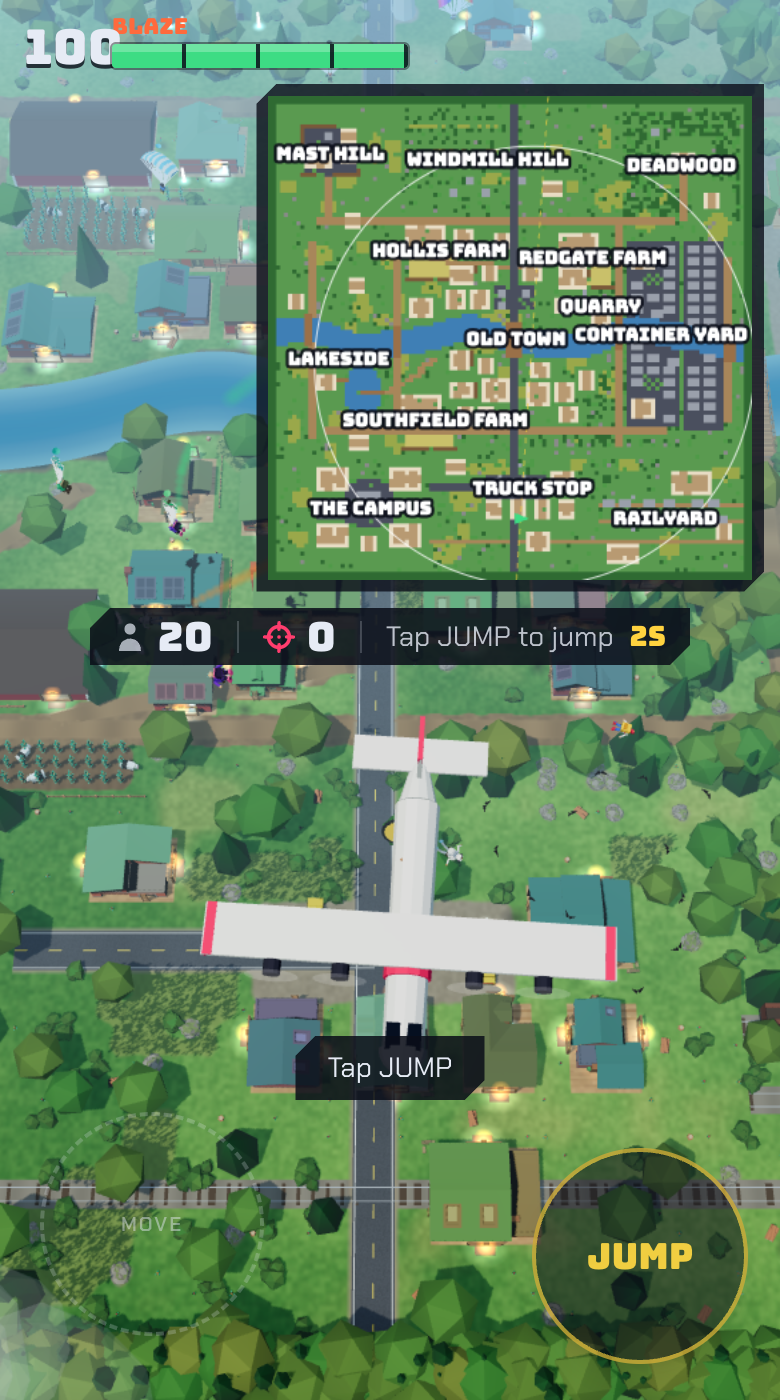 BLAZE
100
MAST HILL
WINDMILL HILL
DEADWOOD
HOLLIS FARM
REDGATE FARM
QUARRY
OLD TOWN
CONTAINER YARD
LAKESIDE
SOUTHFIELD FARM
TRUCK STOP
THE CAMPUS
RAILYARD
20 0 Tap JUMP to jump 2S
Tap JUMP
MOVE
JUMP